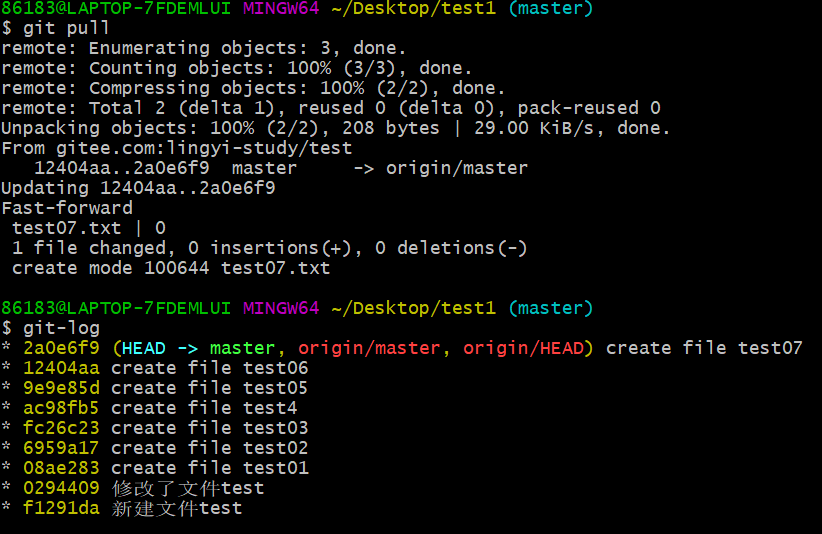 86183@LAPTOP-7FDEMLUI MINGW64 ~/Desktop/test1 (master)
$ git pull
remote: Enumerating objects: 3, done.
remote: Counting objects: 100% (3/3), done.
remote: Compressing objects: 100% (2/2), done.
remote: Total 2 (delta 1), reused 0 (delta 0), pack-reused 0
Unpacking objects: 100% (2/2), 208 bytes | 29.00 KiB/s, done.
From gitee.com:lingyi-study/test
   12404aa..2a0e6f9  master     -> origin/master
Updating 12404aa..2a0e6f9
Fast-forward
 test07.txt | 0
 1 file changed, 0 insertions(+), 0 deletions(-)
 create mode 100644 test07.txt
86183@LAPTOP-7FDEMLUI MINGW64 ~/Desktop/test1 (master)
$ git-log
* 2a0e6f9 (HEAD -> master, origin/master, origin/HEAD) create file test07
* 12404aa create file test06
* 9e9e85d create file test05
* ac98fb5 create file test4
* fc26c23 create file test03
* 6959a17 create file test02
* 08ae283 create file test01
* 0294409 修改了文件test
* f1291da 新建文件test